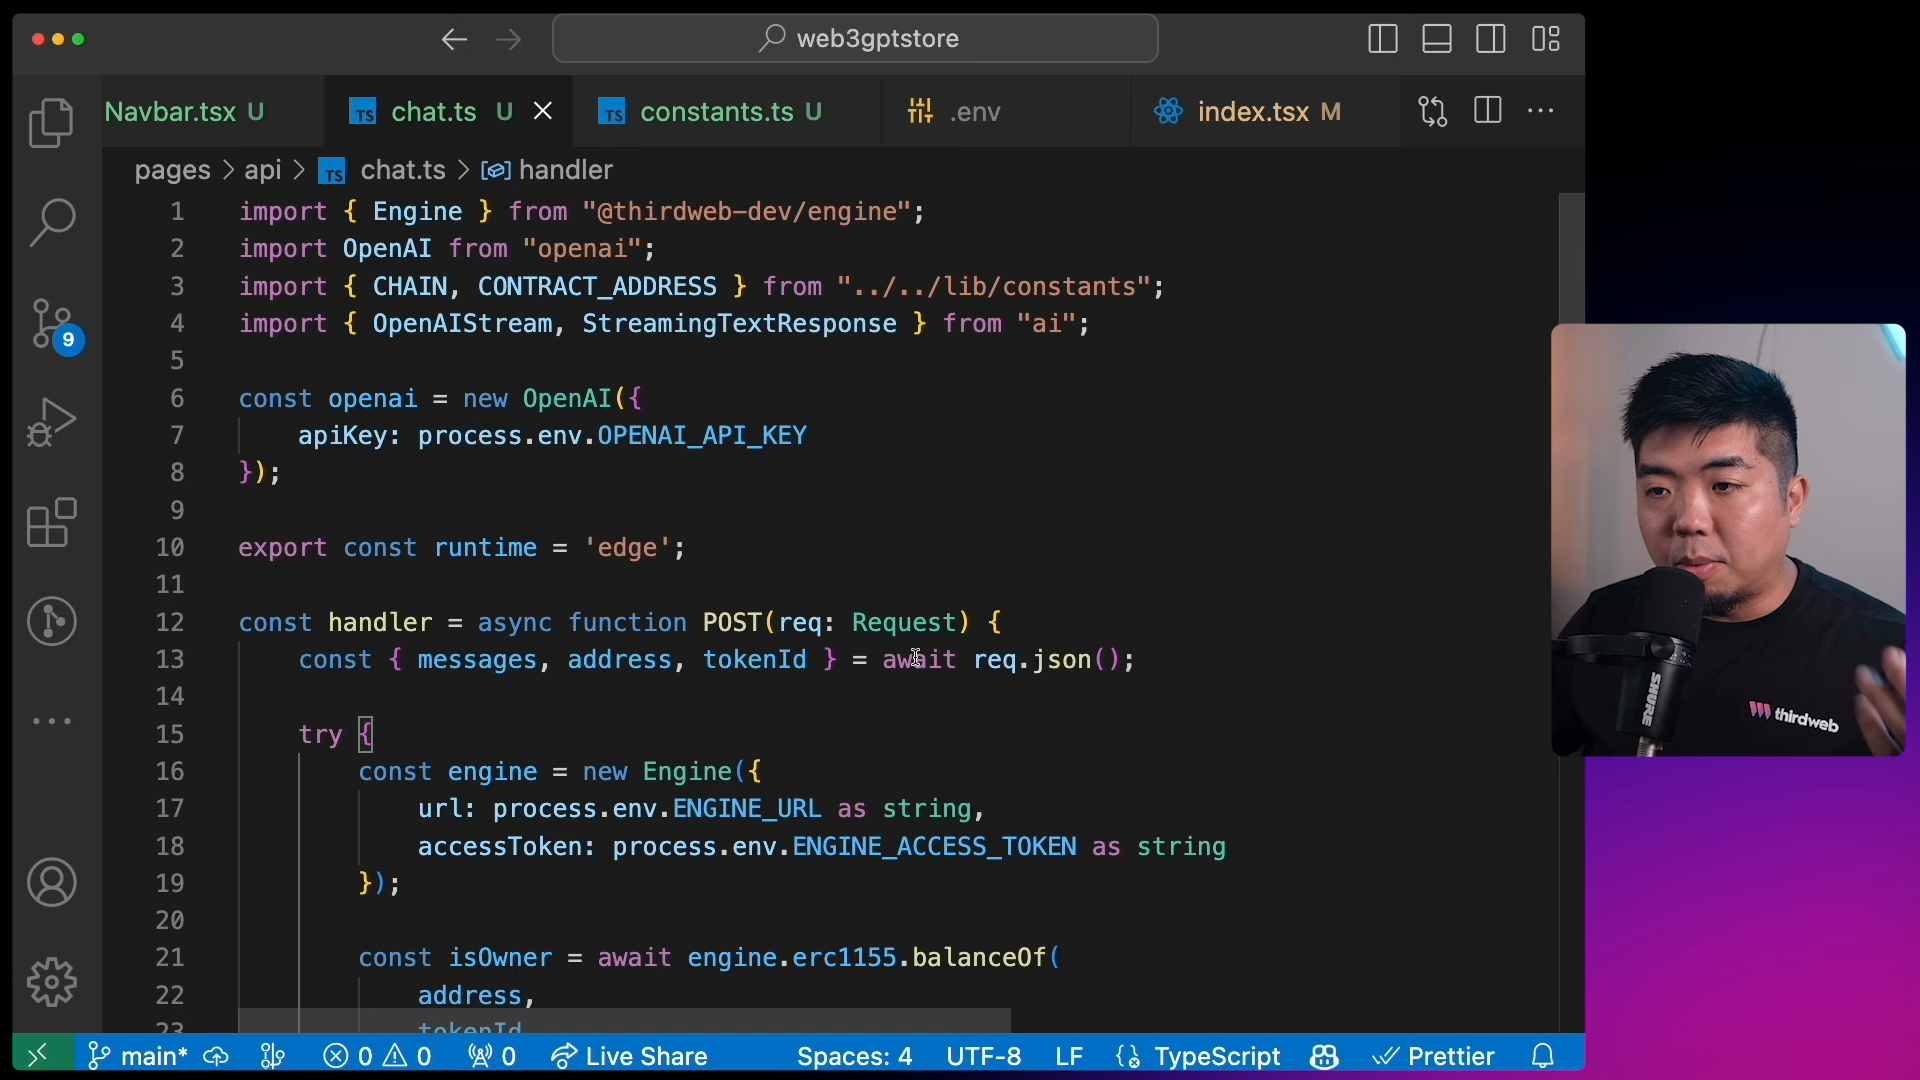 web3gptstore
Navbar.tsx U
TS chat.ts U
TS constants.ts U
.env
index.tsx M
pages > api > TS chat.ts > handler
1 import { Engine } from "@thirdweb-dev/engine";
2 import OpenAI from "openai";
3 import { CHAIN, CONTRACT_ADDRESS } from "../../lib/constants";
4 import { OpenAIStream, StreamingTextResponse } from "ai";
5
6 const openai = new OpenAI({
7 apiKey: process.env.OPENAI_API_KEY
8 });
9
10 export const runtime = 'edge';
11
12 const handler = async function POST(req: Request) {
13 const { messages, address, tokenId } = await req.json();
14
15 try {
16 const engine = new Engine({
17 url: process.env.ENGINE_URL as string,
18 accessToken: process.env.ENGINE_ACCESS_TOKEN as string
19 });
20
21 const isOwner = await engine.erc1155.balanceOf(
22 address,
23 tokenId
9
SHURE
thirdweb
main* 0 0 0 Live Share Spaces: 4 UTF-8 LF TypeScript Prettier